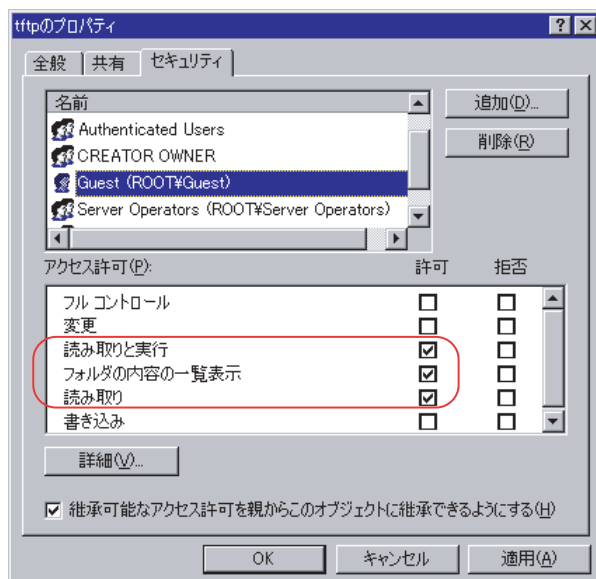 tftpのプロパティ
全般 共有 セキュリティ
名前
追加(D)...
Authenticated Users
削除(R)
CREATOR OWNER
Guest (ROOT¥Guest)
Server Operators (ROOT¥Server Operators)
アクセス許可(P): 許可 拒否
フル コントロール
変更
読み取りと実行
フォルダの内容の一覧表示
読み取り
書き込み
詳細(V)...
継承可能なアクセス許可を親からこのオブジェクトに継承できるようにする(H)
OK キャンセル 適用(A)